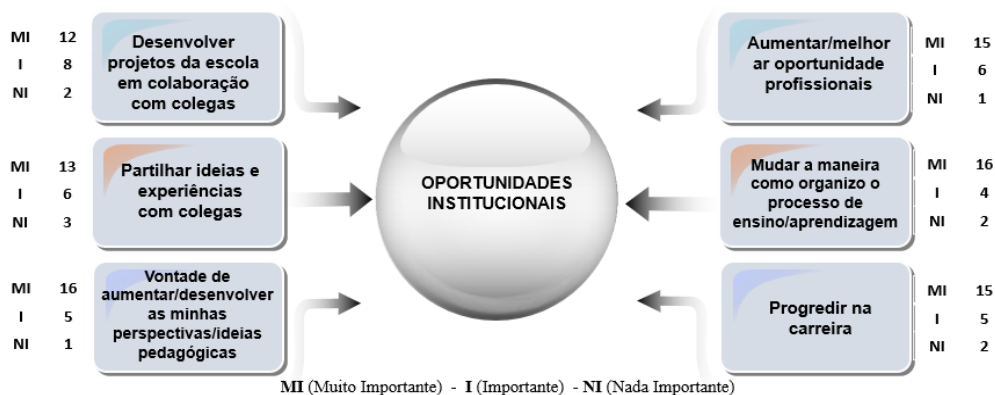 MI 12
I 8
NI 2
Desenvolver
projetos da escola
em colaboração
com colegas
MI 13
I 6
NI 3
Partilhar ideias e
experiências
com colegas
MI 16
I 5
NI 1
Vontade de
aumentar/desenvolver
as minhas
perspectivas/ideias
pedagógicas
OPORTUNIDADES
INSTITUCIONAIS
Aumentar/melhor
ar oportunidade
profissionais
MI 15
I 6
NI 1
Mudar a maneira
como organizo o
processo de
ensino/aprendizagem
MI 16
I 4
NI 2
Progredir na
carreira
MI 15
I 5
NI 2
MI (Muito Importante) - I (Importante) - NI (Nada Importante)